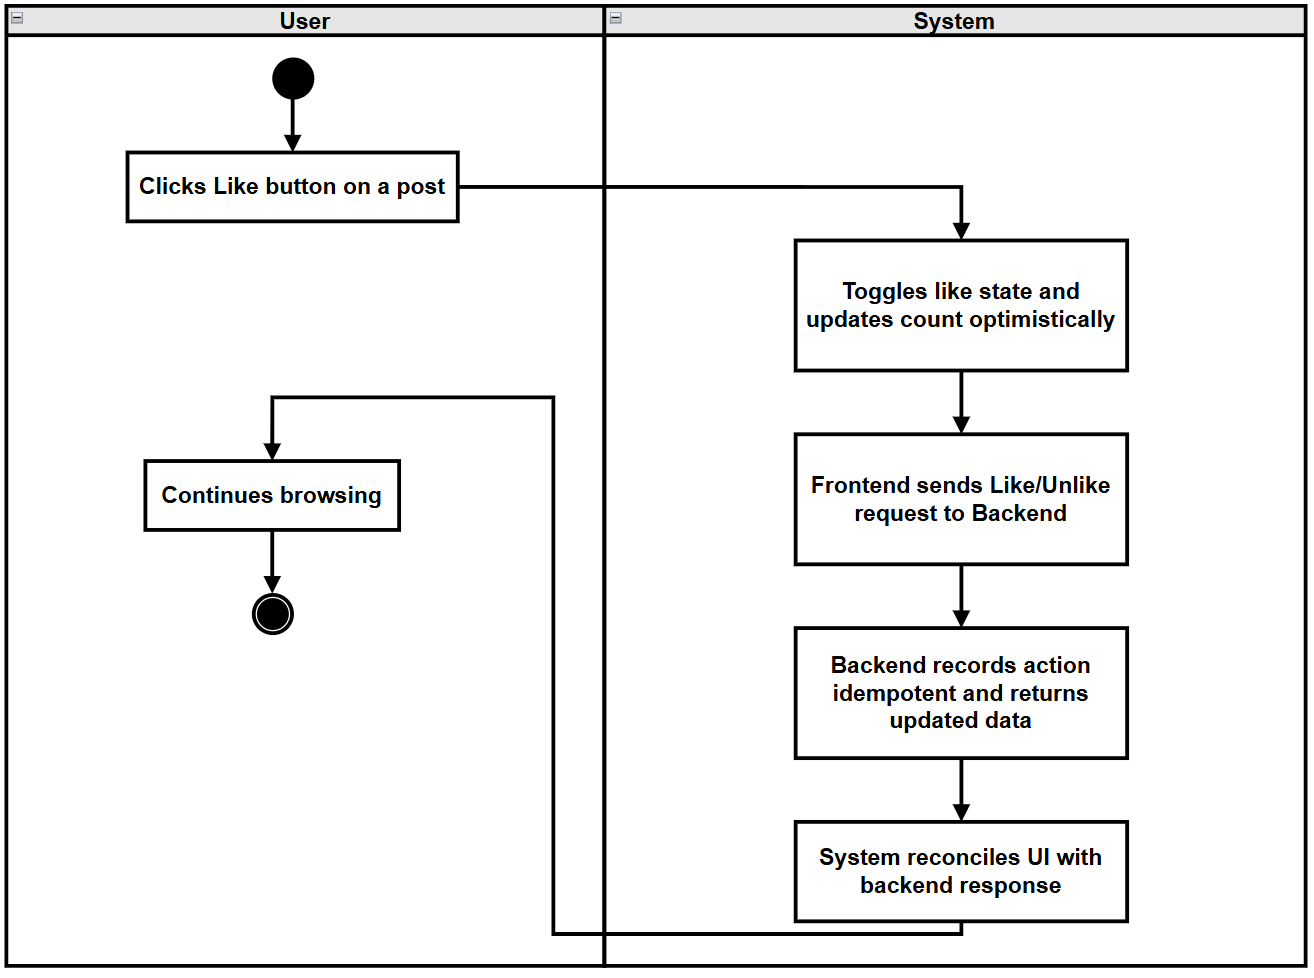 User
System
Clicks Like button on a post
Toggles like state and
updates count optimistically
Frontend sends Like/Unlike
request to Backend
Continues browsing
Backend records action
idempotent and returns
updated data
System reconciles UI with
backend response